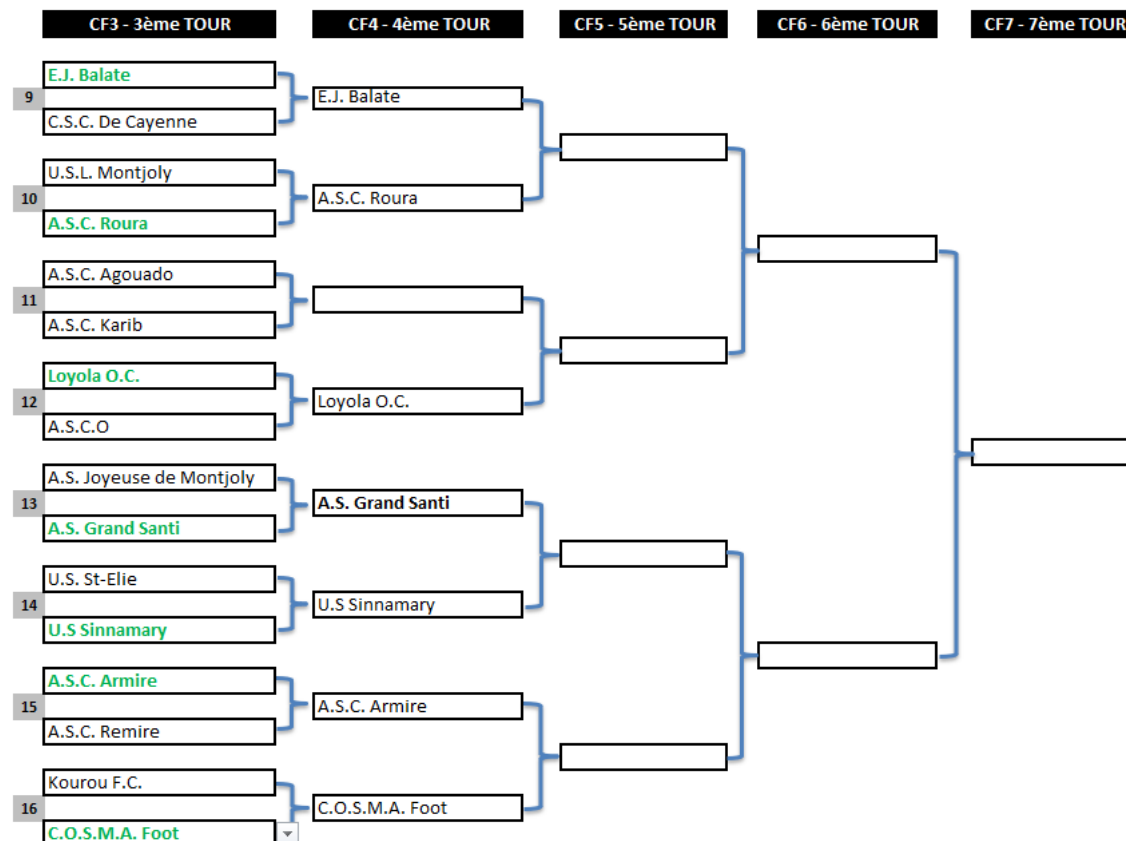 CF3 - 3ème TOUR
CF4 - 4ème TOUR
CF5 - 5ème TOUR
CF6 - 6ème TOUR
CF7 - 7ème TOUR
E.J. Balate
9
E.J. Balate
C.S.C. De Cayenne
U.S.L. Montjoly
10
A.S.C. Roura
A.S.C. Roura
A.S.C. Agouado
11
A.S.C. Karib
Loyola O.C.
12
Loyola O.C.
A.S.C.O
A.S. Joyeuse de Montjoly
13
A.S. Grand Santi
A.S. Grand Santi
U.S. St-Elie
14
U.S Sinnamary
U.S Sinnamary
A.S.C. Armire
15
A.S.C. Armire
A.S.C. Remire
Kourou F.C.
16
C.O.S.M.A. Foot
C.O.S.M.A. Foot